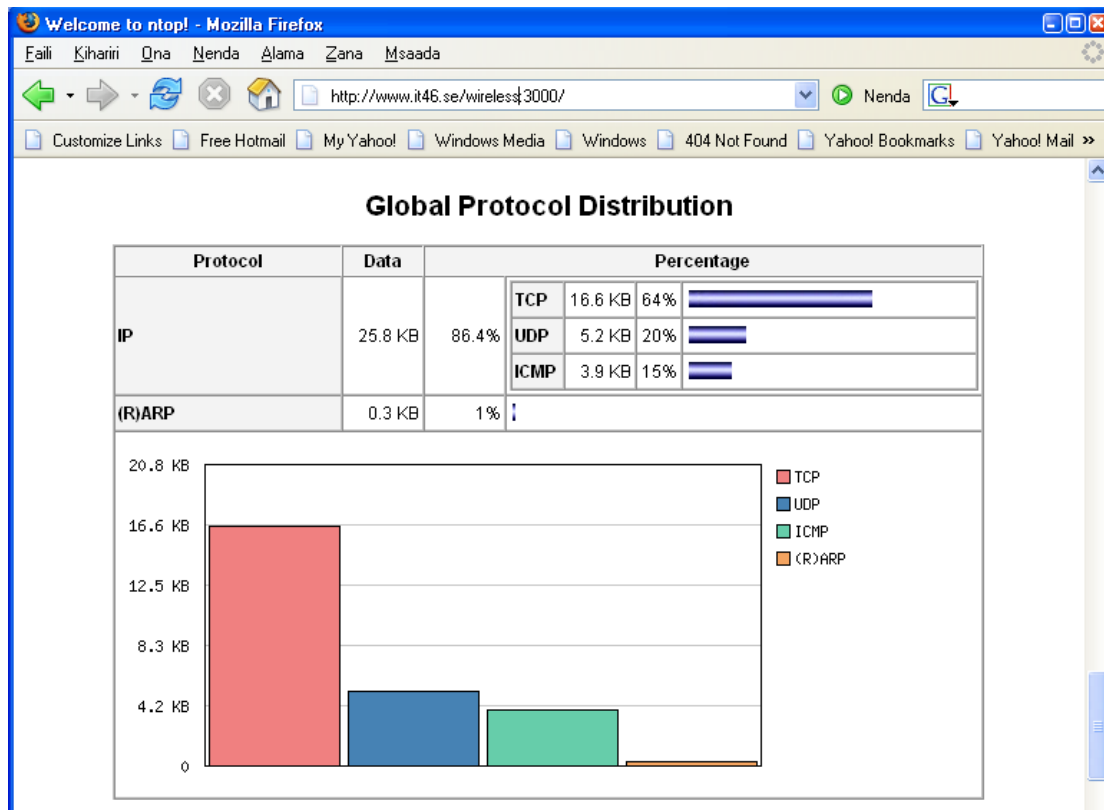 Welcome to ntop! - Mozilla Firefox
Faili Kihariri Ona Nenda Alama Zana Msaada
http://www.it46.se/wireless:3000/ Nenda G
Customize Links Free Hotmail My Yahoo! Windows Media Windows 404 Not Found Yahoo! Bookmarks Yahoo! Mail »
Global Protocol Distribution
Protocol Data Percentage
IP 25.8 KB 86.4%
TCP 16.6 KB 64%
UDP 5.2 KB 20%
ICMP 3.9 KB 15%
(R)ARP 0.3 KB 1%
20.8 KB
16.6 KB
12.5 KB
8.3 KB
4.2 KB
0
TCP
UDP
ICMP
(R)ARP